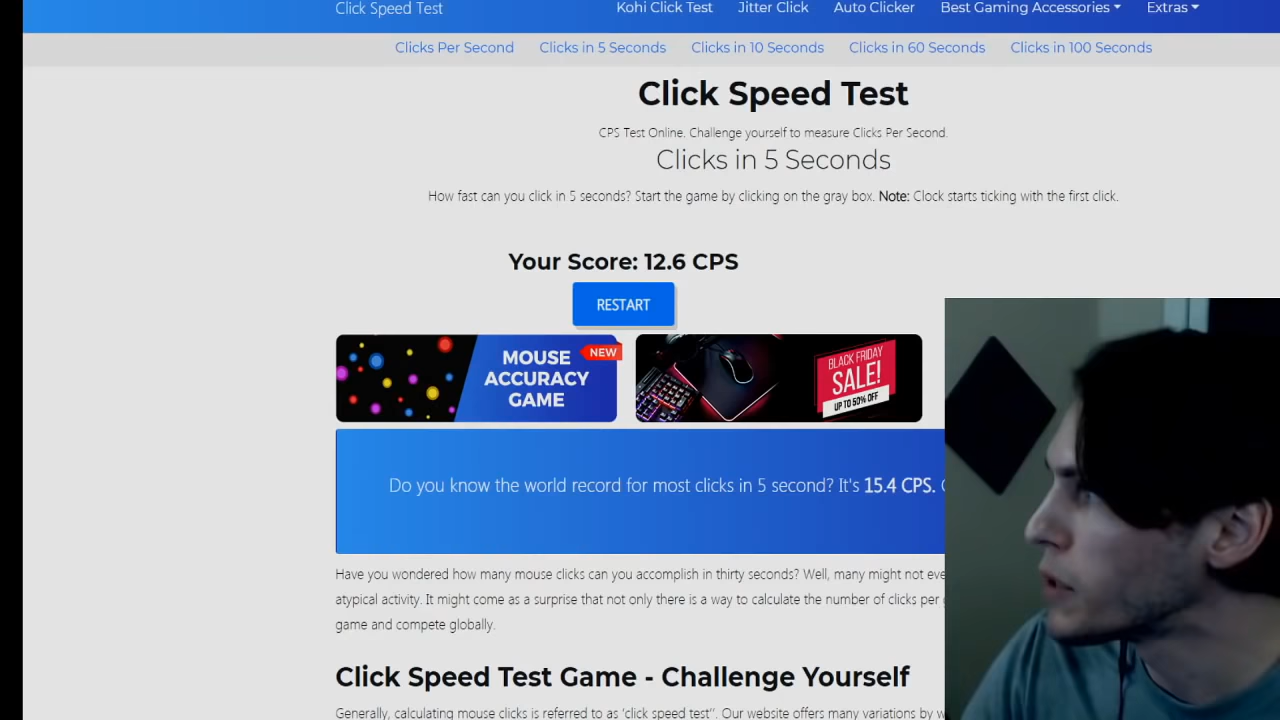 Click Speed Test
Kohi Click Test
Jitter Click
Auto Clicker
Best Gaming Accessories
Extras
Clicks Per Second
Clicks in 5 Seconds
Clicks in 10 Seconds
Clicks in 60 Seconds
Clicks in 100 Seconds
Click Speed Test
CPS Test Online. Challenge yourself to measure Clicks Per Second.
Clicks in 5 Seconds
How fast can you click in 5 seconds? Start the game by clicking on the gray box. Note: Clock starts ticking with the first click.
Your Score: 12.6 CPS
RESTART
MOUSE
ACCURACY
GAME
NEW
BLACK FRIDAY
SALE!
UP TO 50% OFF
Do you know the world record for most clicks in 5 second? It's 15.4 CPS.
Have you wondered how many mouse clicks can you accomplish in thirty seconds? Well, many might not eve
atypical activity. It might come as a surprise that not only there is a way to calculate the number of clicks per
game and compete globally.
Click Speed Test Game - Challenge Yourself
Generally, calculating mouse clicks is referred to as 'click speed test". Our website offers many variations by w